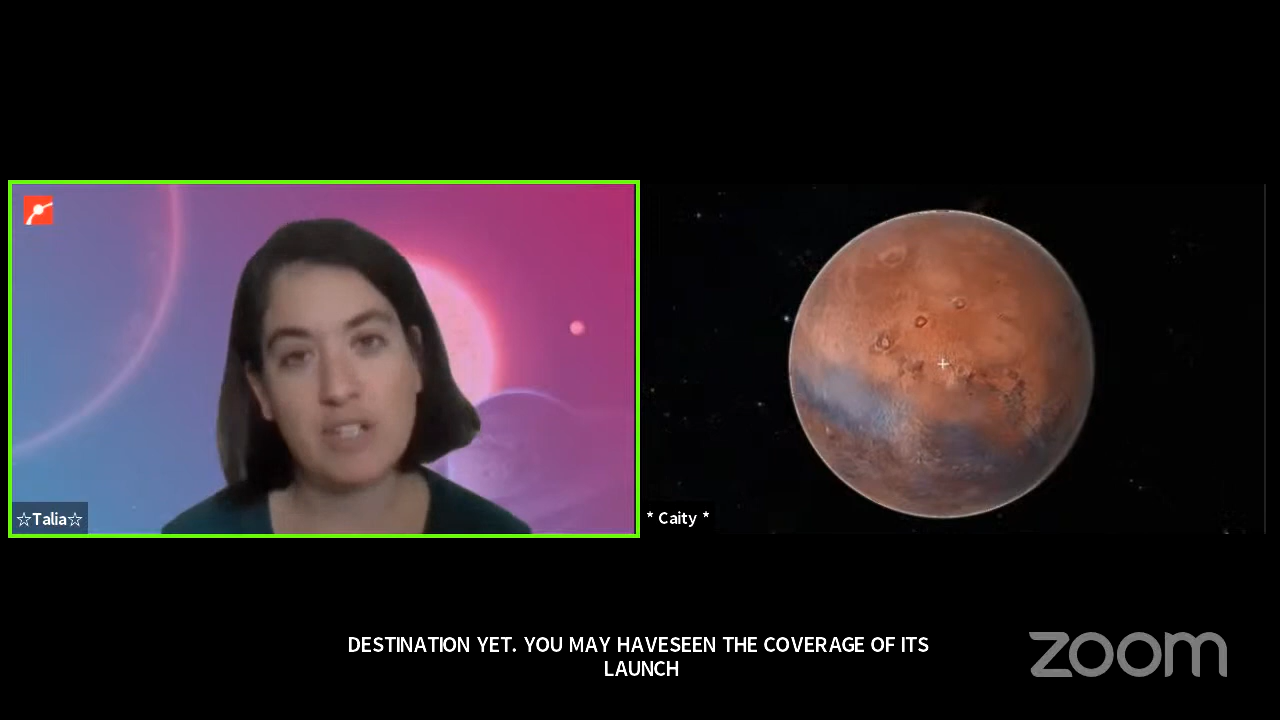 ☆Talia☆
* Caity *
DESTINATION YET. YOU MAY HAVESEEN THE COVERAGE OF ITS
LAUNCH
zoom